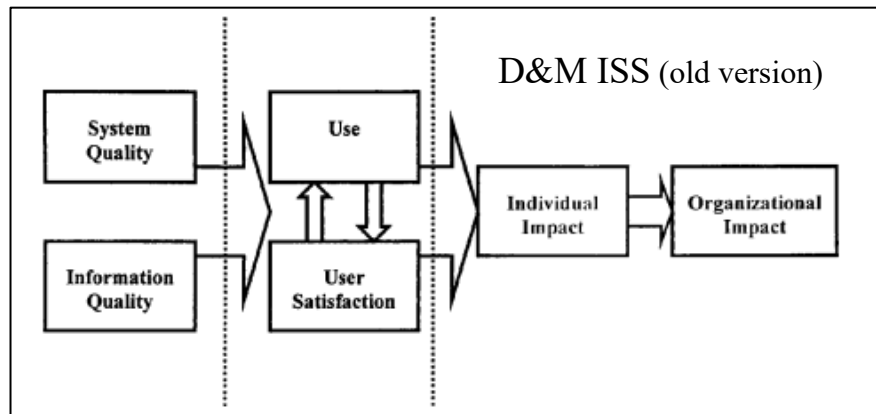 D&M ISS (old version)
System
Quality
Use
Individual
Impact
Organizational
Impact
Information
Quality
User
Satisfaction